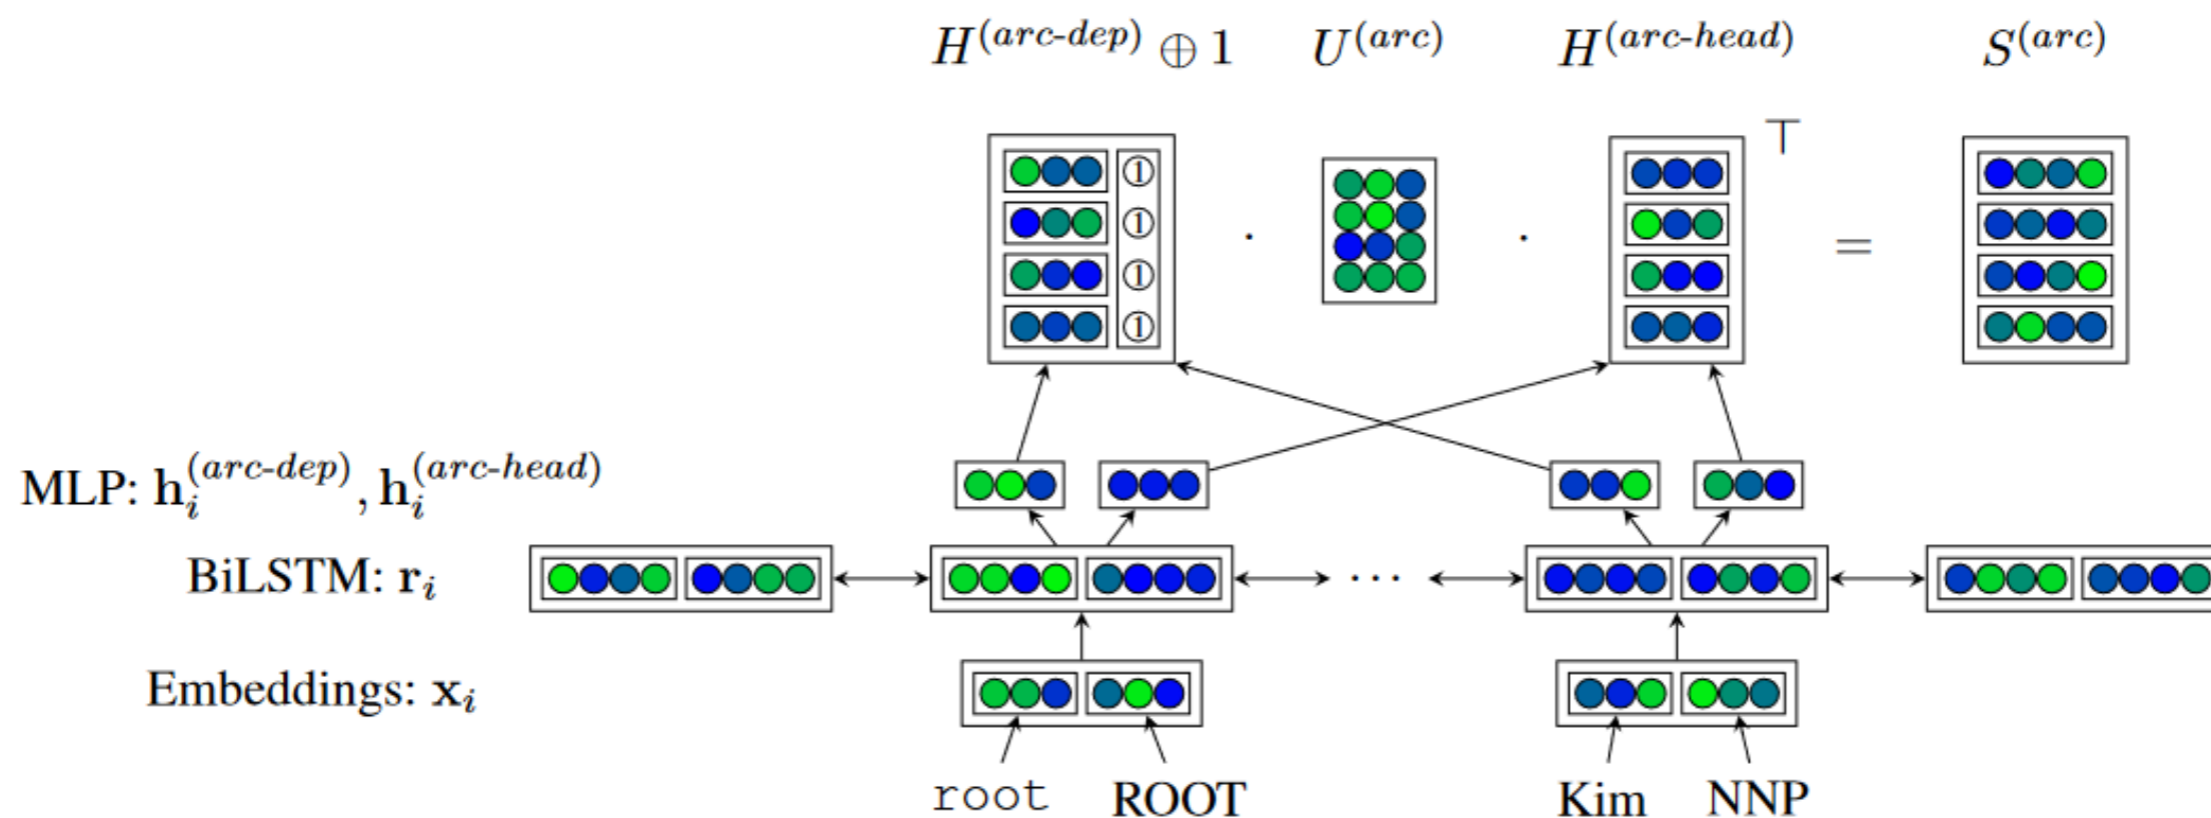 H^(arc-dep) ⊕ 1 U^(arc) H^(arc-head) S^(arc)
⊤
1
1 · · =
1
1
MLP: h_i^(arc-dep), h_i^(arc-head)
BiLSTM: r_i ...
Embeddings: x_i
root ROOT Kim NNP